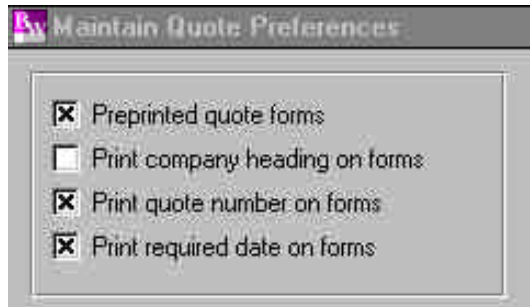 BW Maintain Quote Preferences
Preprinted quote forms
Print company heading on forms
Print quote number on forms
Print required date on forms